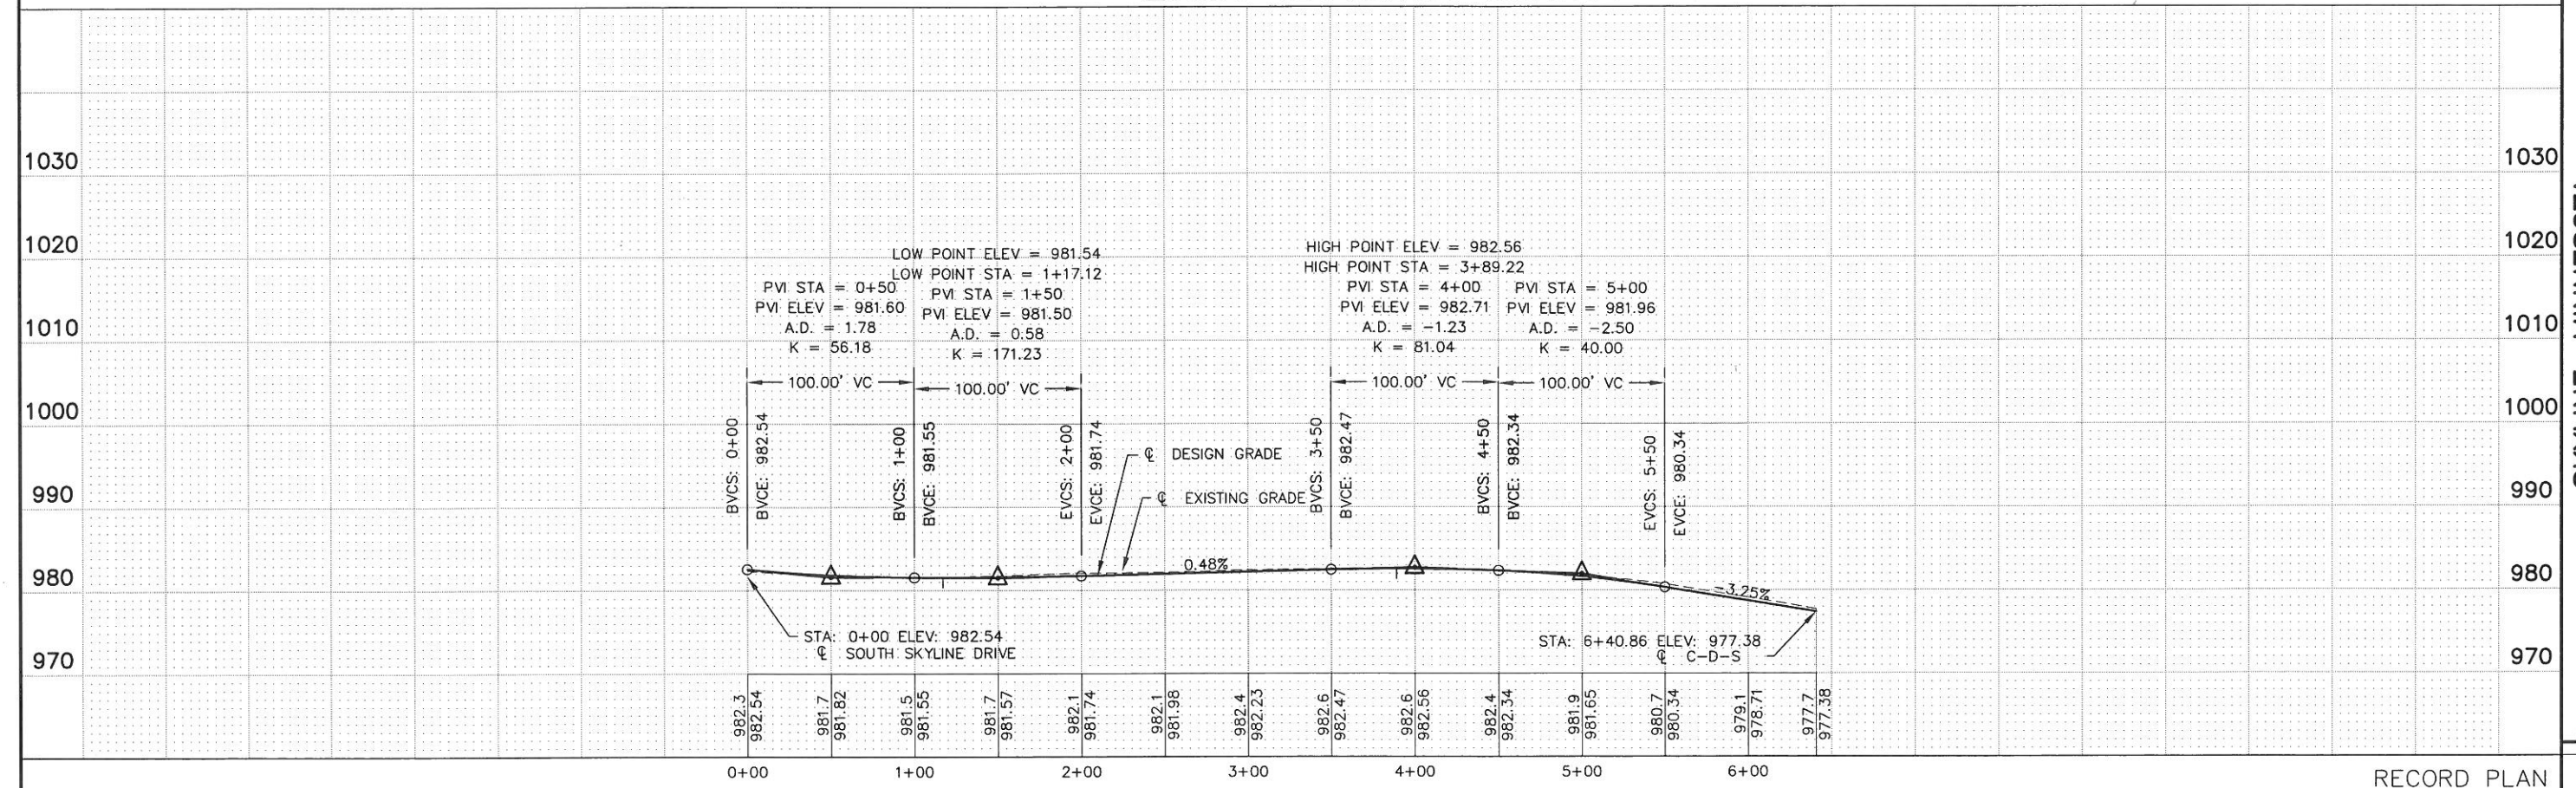 LOW POINT ELEV = 981.54
LOW POINT STA = 1+17.12
PVI STA = 0+50
PVI ELEV = 981.60
A.D. = 1.78
K = 56.18
PVI STA = 1+50
PVI ELEV = 981.50
A.D. = 0.58
K = 171.23
HIGH POINT ELEV = 982.56
HIGH POINT STA = 3+89.22
PVI STA = 4+00
PVI ELEV = 982.71
A.D. = -1.23
K = 81.04
PVI STA = 5+00
PVI ELEV = 981.96
A.D. = -2.50
K = 40.00
100.00' VC
100.00' VC
100.00' VC
100.00' VC
BVCS: 0+00
BVCE: 982.54
BVCS: 1+00
BVCE: 981.55
EVCS: 2+00
EVCE: 981.74
BVCS: 3+50
BVCE: 982.47
BVCS: 4+50
BVCE: 982.34
EVCS: 5+50
EVCE: 980.34
℄ DESIGN GRADE
℄ EXISTING GRADE
0.48%
-3.25%
STA: 0+00 ELEV: 982.54
℄ SOUTH SKYLINE DRIVE
STA: 6+40.86 ELEV: 977.38
℄ C-D-S
1030
1020
1010
1000
990
980
970
1030
1020
1010
1000
990
980
970
982.3
982.54
981.7
981.82
981.5
981.55
981.7
981.57
982.1
981.74
982.1
981.98
982.4
982.23
982.6
982.47
982.6
982.56
982.4
982.34
981.9
981.65
980.7
980.34
979.1
978.71
977.7
977.38
0+00 1+00 2+00 3+00 4+00 5+00 6+00
RECORD PLAN